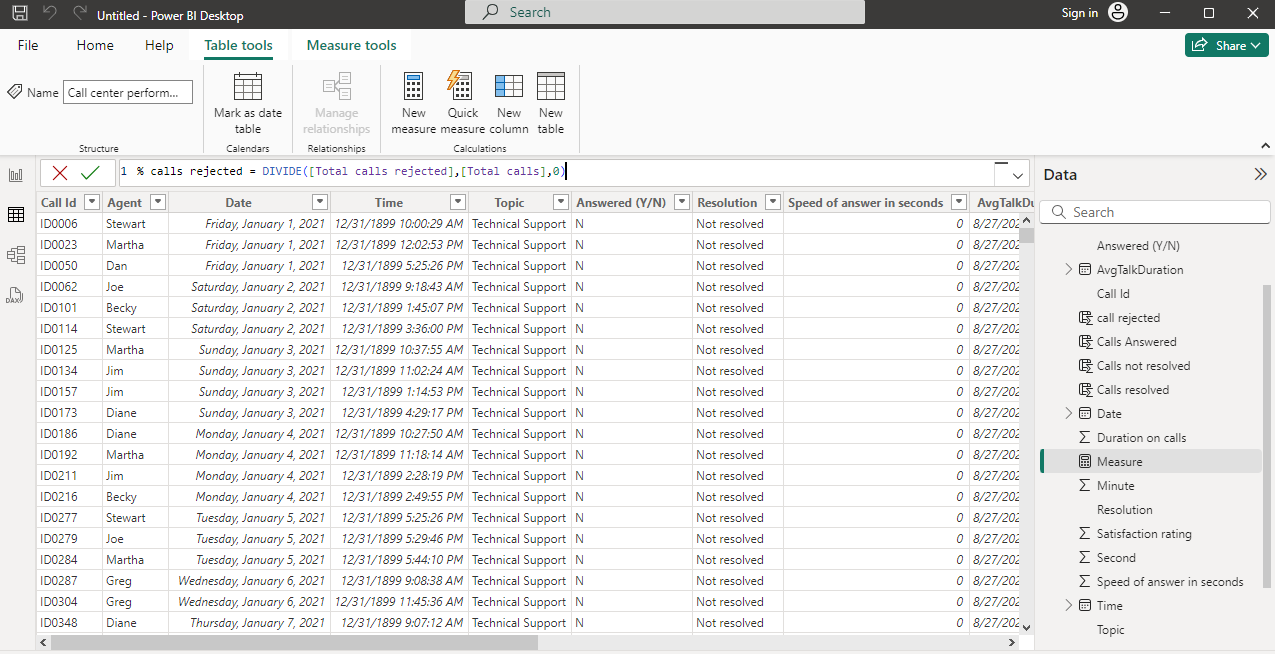 Untitled - Power BI Desktop
Search
Sign in
File Home Help Table tools Measure tools
Share
Name Call center perform...
Mark as date table
Manage relationships
New measure
Quick measure
New column
New table
Structure Calendars Relationships Calculations
1 % calls rejected = DIVIDE([Total calls rejected],[Total calls],0)
Call Id Agent Date Time Topic Answered (Y/N) Resolution Speed of answer in seconds AvgTalkDu
ID0006 Stewart Friday, January 1, 2021 12/31/1899 10:00:29 AM Technical Support N Not resolved 0 8/27/202
ID0023 Martha Friday, January 1, 2021 12/31/1899 12:02:53 PM Technical Support N Not resolved 0 8/27/202
ID0050 Dan Friday, January 1, 2021 12/31/1899 5:25:26 PM Technical Support N Not resolved 0 8/27/202
ID0062 Joe Saturday, January 2, 2021 12/31/1899 9:18:43 AM Technical Support N Not resolved 0 8/27/202
ID0101 Becky Saturday, January 2, 2021 12/31/1899 1:45:07 PM Technical Support N Not resolved 0 8/27/202
ID0114 Stewart Saturday, January 2, 2021 12/31/1899 3:36:00 PM Technical Support N Not resolved 0 8/27/202
ID0125 Martha Sunday, January 3, 2021 12/31/1899 10:37:55 AM Technical Support N Not resolved 0 8/27/202
ID0134 Jim Sunday, January 3, 2021 12/31/1899 11:02:24 AM Technical Support N Not resolved 0 8/27/202
ID0157 Jim Sunday, January 3, 2021 12/31/1899 1:14:53 PM Technical Support N Not resolved 0 8/27/202
ID0173 Diane Sunday, January 3, 2021 12/31/1899 4:29:17 PM Technical Support N Not resolved 0 8/27/202
ID0186 Diane Monday, January 4, 2021 12/31/1899 10:27:50 AM Technical Support N Not resolved 0 8/27/202
ID0192 Martha Monday, January 4, 2021 12/31/1899 11:18:14 AM Technical Support N Not resolved 0 8/27/202
ID0211 Jim Monday, January 4, 2021 12/31/1899 2:28:19 PM Technical Support N Not resolved 0 8/27/202
ID0216 Becky Monday, January 4, 2021 12/31/1899 2:49:55 PM Technical Support N Not resolved 0 8/27/202
ID0277 Stewart Tuesday, January 5, 2021 12/31/1899 5:25:26 PM Technical Support N Not resolved 0 8/27/202
ID0279 Joe Tuesday, January 5, 2021 12/31/1899 5:29:46 PM Technical Support N Not resolved 0 8/27/202
ID0284 Martha Tuesday, January 5, 2021 12/31/1899 5:44:10 PM Technical Support N Not resolved 0 8/27/202
ID0287 Greg Wednesday, January 6, 2021 12/31/1899 9:08:38 AM Technical Support N Not resolved 0 8/27/202
ID0304 Greg Wednesday, January 6, 2021 12/31/1899 11:45:36 AM Technical Support N Not resolved 0 8/27/202
ID0348 Diane Thursday, January 7, 2021 12/31/1899 9:07:12 AM Technical Support N Not resolved 0 8/27/202
Data
Search
Answered (Y/N)
AvgTalkDuration
Call Id
call rejected
Calls Answered
Calls not resolved
Calls resolved
Date
Duration on calls
Measure
Minute
Resolution
Satisfaction rating
Second
Speed of answer in seconds
Time
Topic